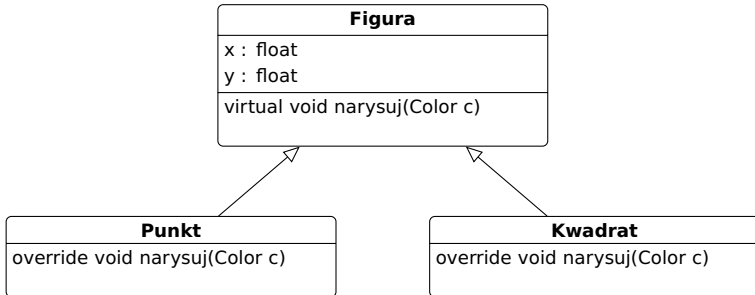 Figura
x : float
y : float
virtual void narysuj(Color c)
Punkt
override void narysuj(Color c)
Kwadrat
override void narysuj(Color c)